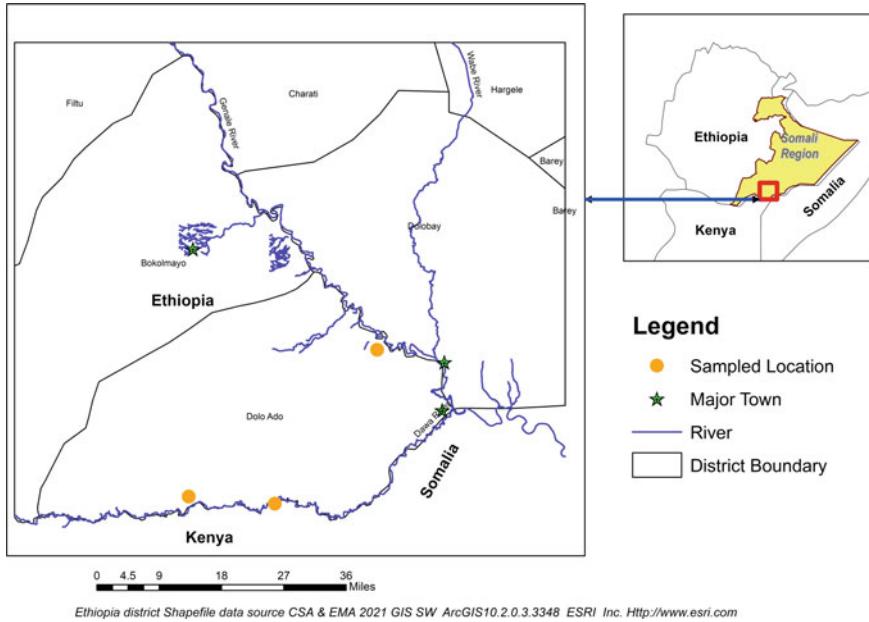 Filtu
Charati
Hargele
Wabe River
Genale River
Barey
Barey
Dolobay
Bokolmayo
Ethiopia
Dolo Ado
Dawa R
Somalia
Kenya
0 4.5 9 18 27 36
Miles
Ethiopia
Somali
Region
Somalia
Kenya
Legend
Sampled Location
Major Town
River
District Boundary
Ethiopia district Shapefile data source CSA & EMA 2021 GIS SW ArcGIS10.2.0.3.3348 ESRI Inc. Http://www.esri.com